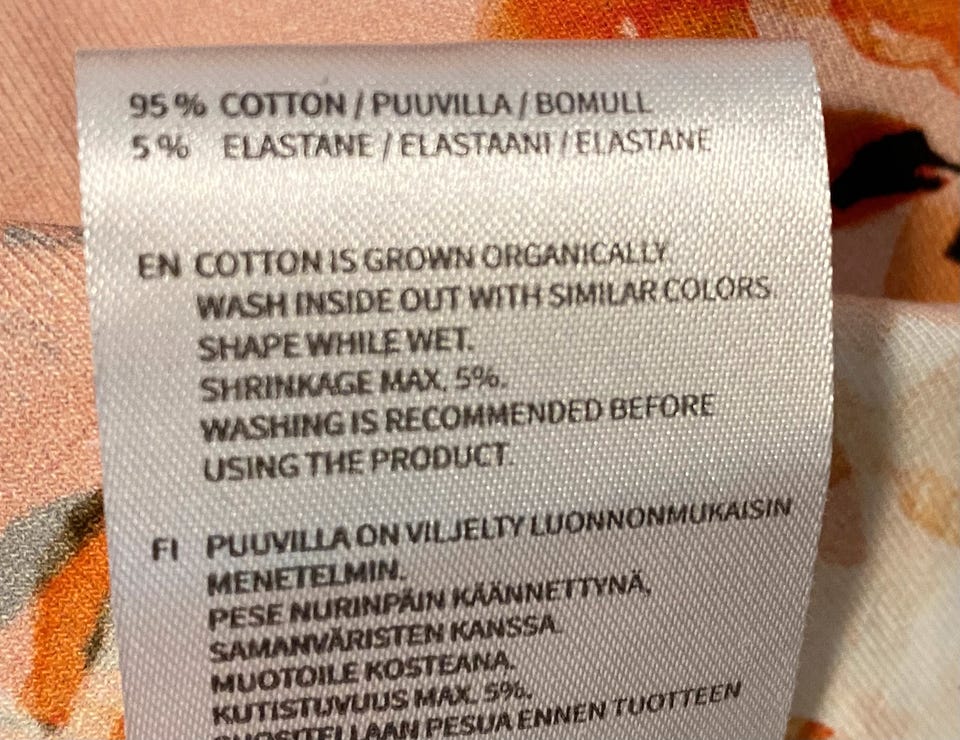 95 % COTTON / PUUVILLA / BOMULL
5 % ELASTANE / ELASTAANI / ELASTANE
EN COTTON IS GROWN ORGANICALLY.
WASH INSIDE OUT WITH SIMILAR COLORS.
SHAPE WHILE WET.
SHRINKAGE MAX. 5%.
WASHING IS RECOMMENDED BEFORE
USING THE PRODUCT.
FI PUUVILLA ON VILJELTY LUONNONMUKAISIN
MENETELMIN.
PESE NURINPÄIN KÄÄNNETTYNÄ,
SAMANVÄRISTEN KANSSA.
MUOTOILE KOSTEANA.
KUTISTUVUUS MAX. 5%.
SUOSITELLAAN PESUA ENNEN TUOTTEEN